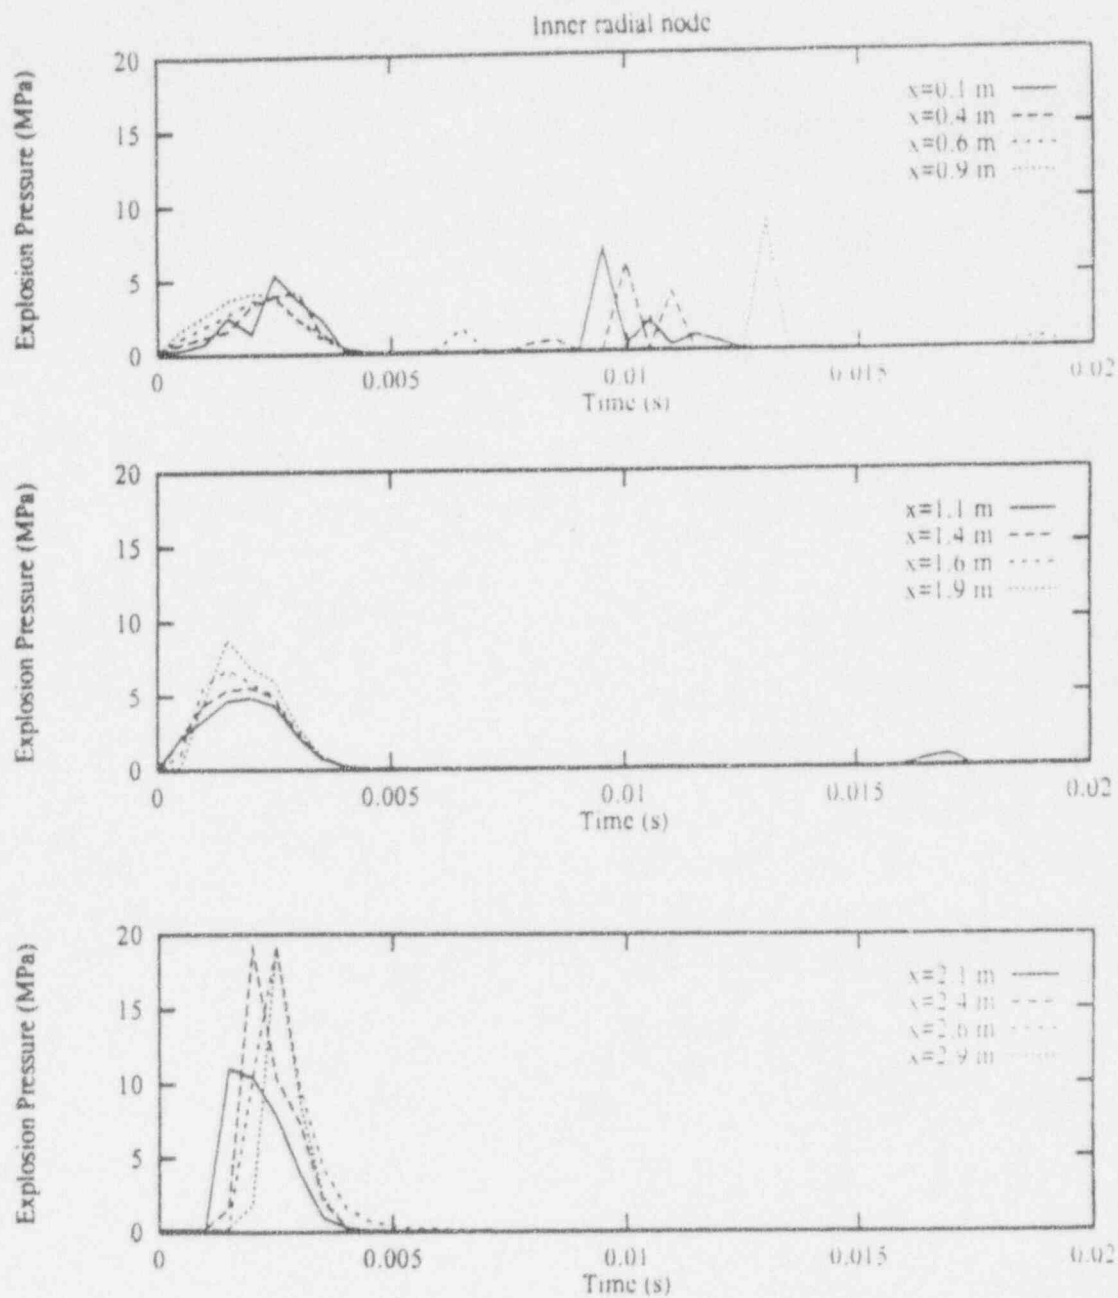 Inner radial node
Explosion Pressure (MPa)
20
15
10
5
0
x=0.1 m
x=0.4 m
x=0.6 m
x=0.9 m
0
0.005
0.01
0.015
0.02
Time (s)
Explosion Pressure (MPa)
20
15
10
5
0
x=1.1 m
x=1.4 m
x=1.6 m
x=1.9 m
0
0.005
0.01
0.015
0.02
Time (s)
Explosion Pressure (MPa)
20
15
10
5
0
x=2.1 m
x=2.4 m
x=2.6 m
x=2.9 m
0
0.005
0.01
0.015
0.02
Time (s)